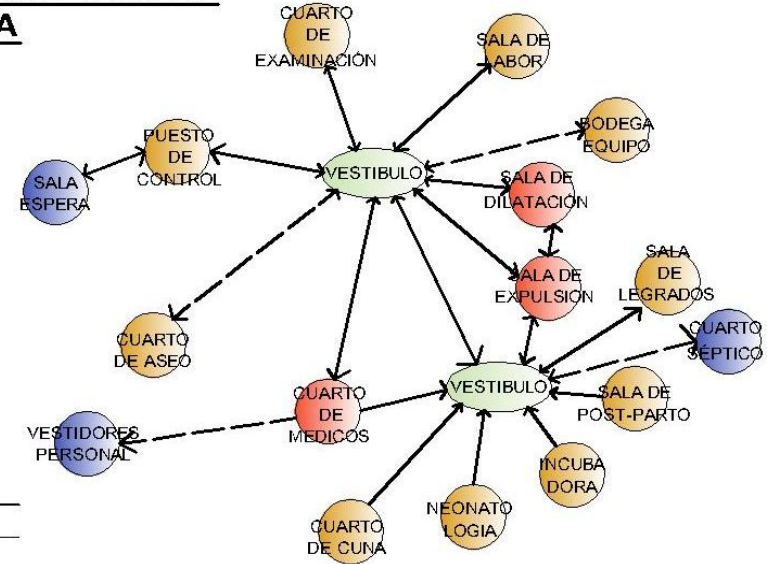 A
CUARTO
DE
EXAMINACIÓN
SALA DE
LABOR
BODEGA
EQUIPO
PUESTO
DE
CONTROL
SALA
ESPERA
VESTIBULO
SALA DE
DILATACIÓN
SALA DE
EXPULSION
SALA
DE
LEGRADOS
CUARTO
SÉPTICO
CUARTO
DE ASEO
VESTIBULO
SALA DE
POST-PARTO
CUARTO
DE
MEDICOS
VESTIDORES
PERSONAL
INCUBA
DORA
NEONATO
LOGIA
CUARTO
DE CUNA